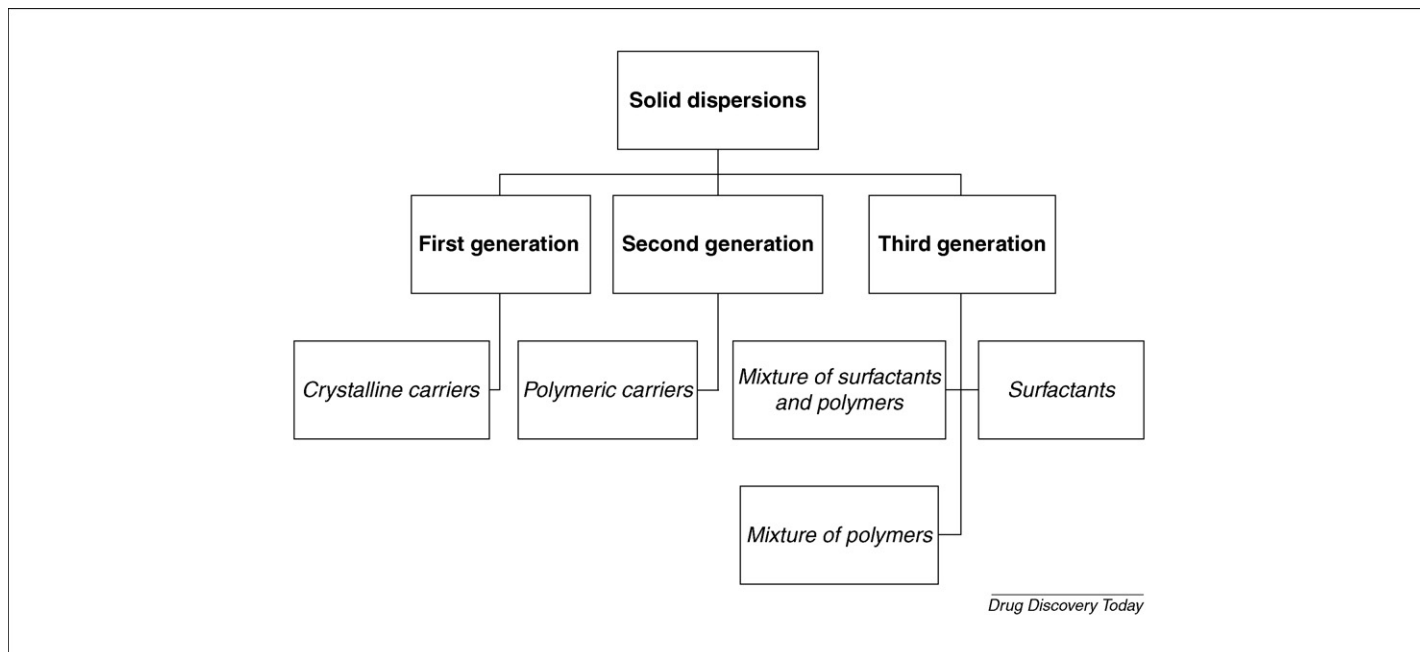 Solid dispersions
First generation
Second generation
Third generation
Crystalline carriers
Polymeric carriers
Mixture of surfactants
and polymers
Surfactants
Mixture of polymers
Drug Discovery Today